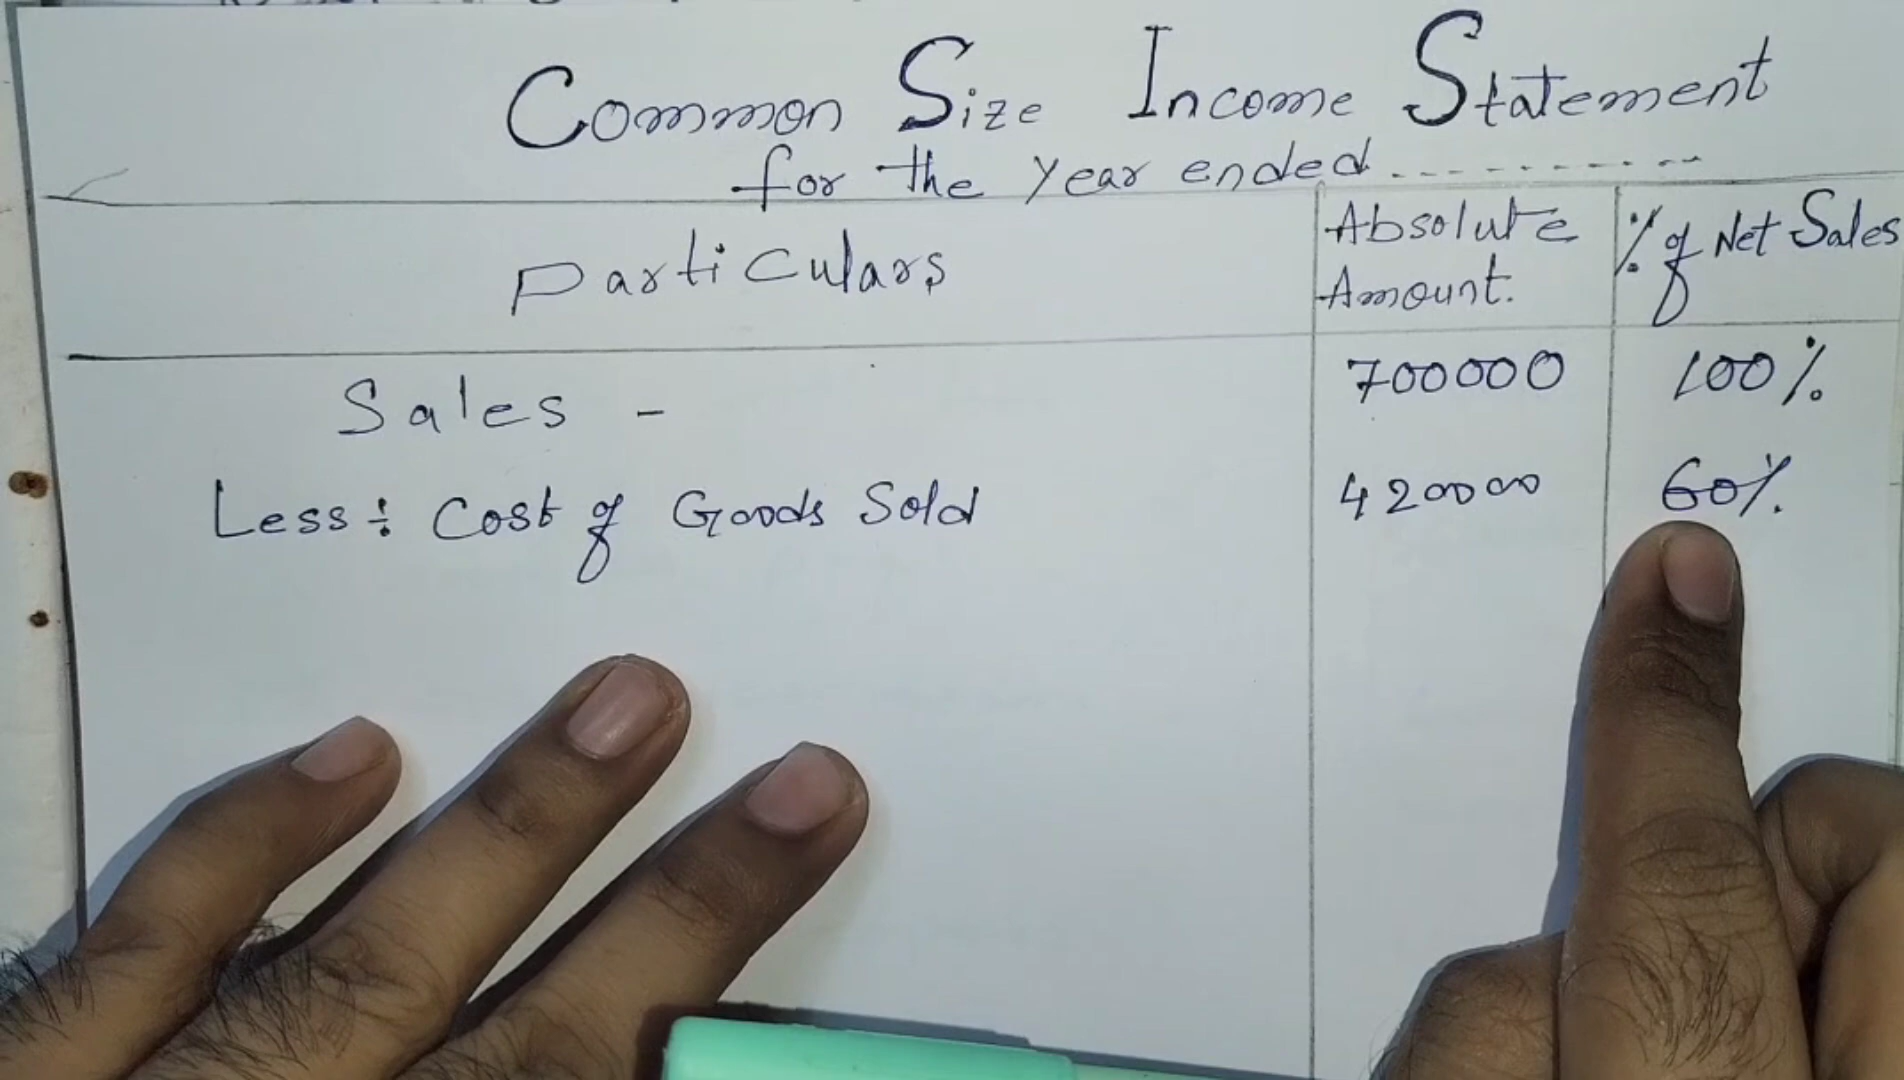 Common Size Income Statement
for the Year ended..........
Particulars Absolute Amount. % of Net Sales
Sales - 700000 100%
Less: Cost of Goods Sold 420000 60%